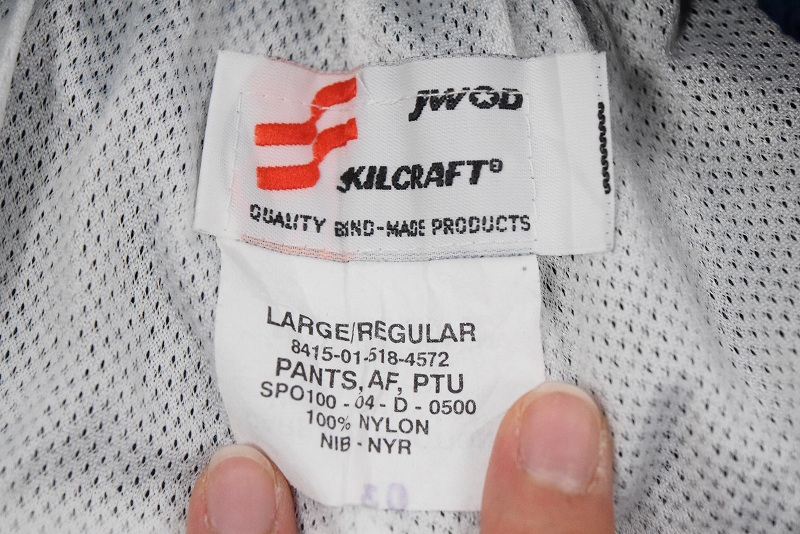 JWOD
SKILCRAFT®
QUALITY BLIND-MADE PRODUCTS
LARGE/REGULAR
8415-01-518-4572
PANTS, AF, PTU
SPO100 - 04 - D - 0500
100% NYLON
NIB - NYR